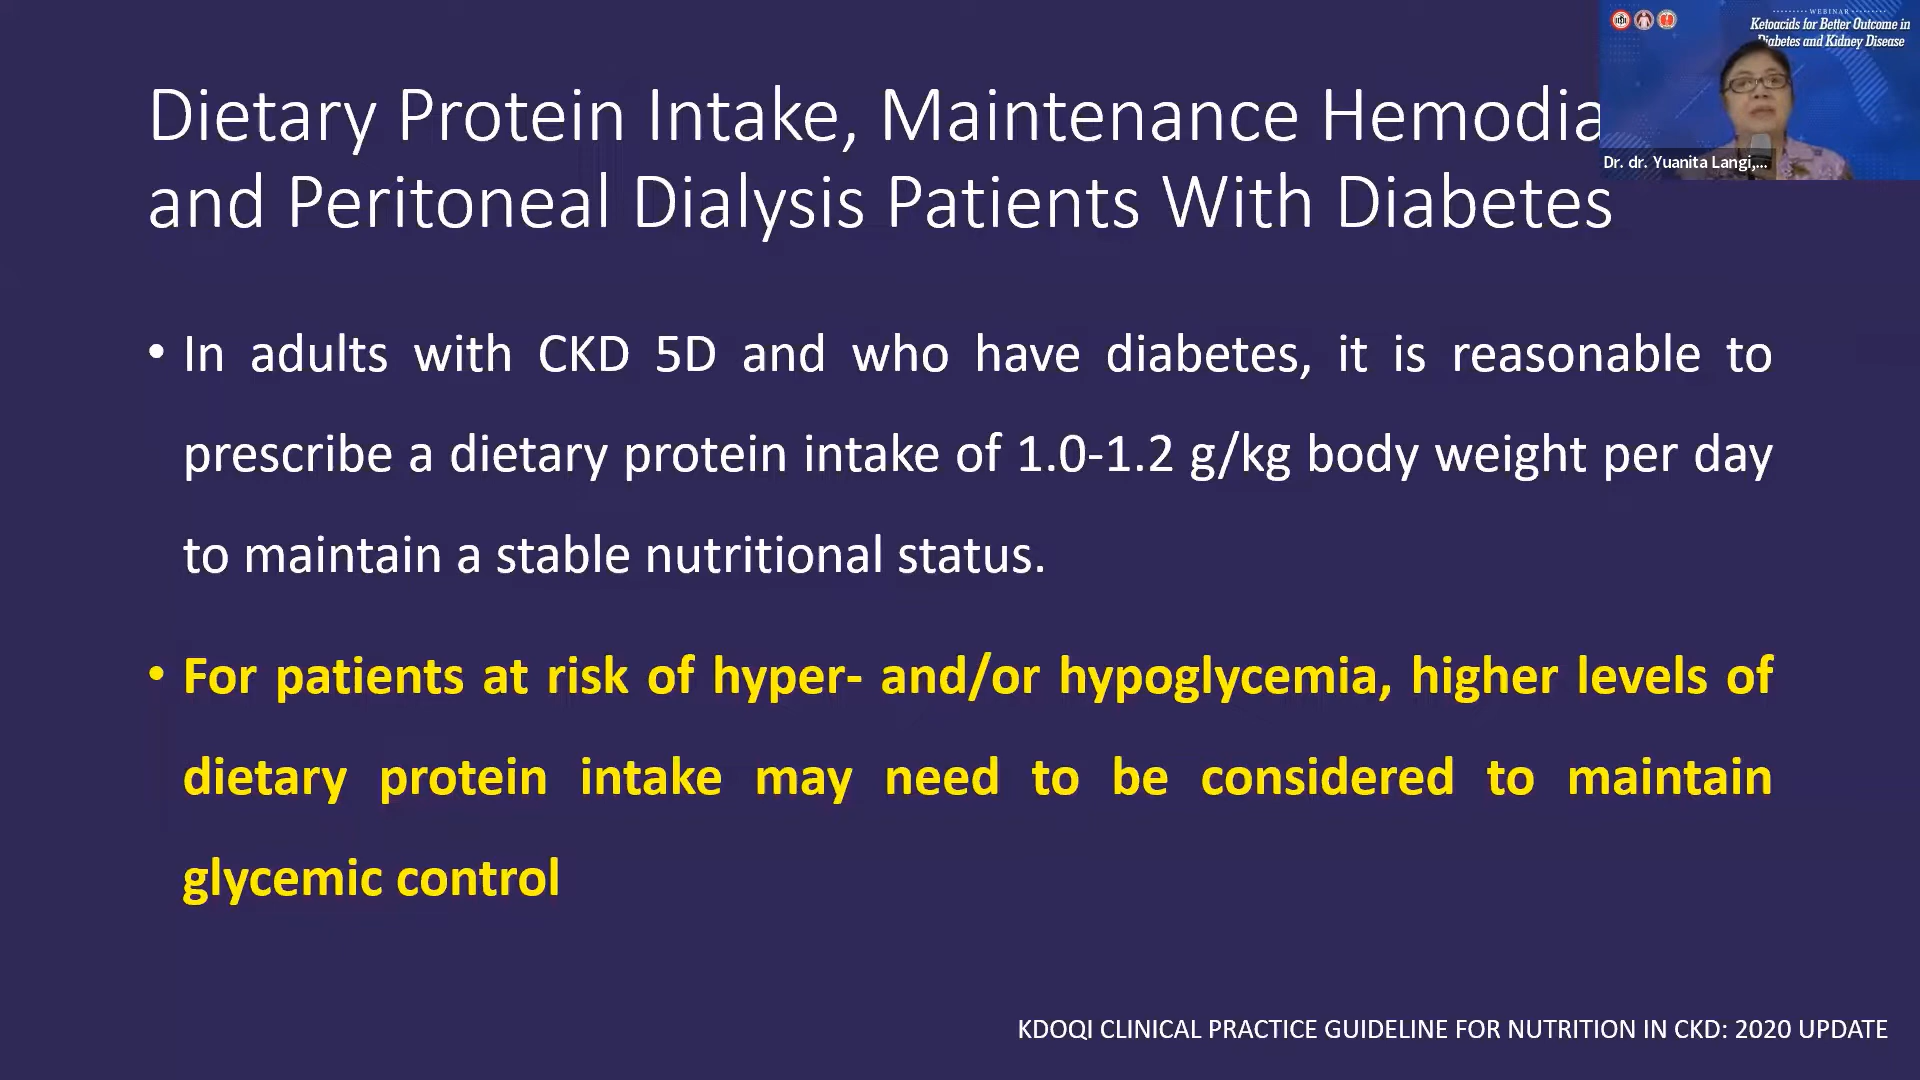 WEBINAR
Ketoacids for Better Outcome in
Diabetes and Kidney Disease
Dr. dr. Yuanita Langi,...
Dietary Protein Intake, Maintenance Hemodia
and Peritoneal Dialysis Patients With Diabetes
• In adults with CKD 5D and who have diabetes, it is reasonable to
prescribe a dietary protein intake of 1.0-1.2 g/kg body weight per day
to maintain a stable nutritional status.
• For patients at risk of hyper- and/or hypoglycemia, higher levels of
dietary protein intake may need to be considered to maintain
glycemic control
KDOQI CLINICAL PRACTICE GUIDELINE FOR NUTRITION IN CKD: 2020 UPDATE